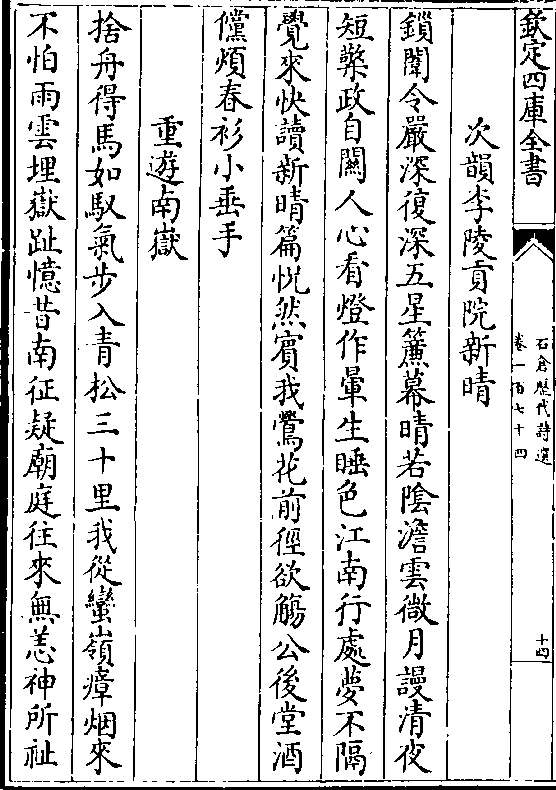 欽定四庫全書
石倉歷代詩選
卷一百七十四
十四
次韻李陵貢院新晴
鎖闈令嚴深復深五星簾幕晴若陰澹雲微月謾清夜
短檠政自關人心看燈作暈生睡色江南行處夢不隔
覺來快讀新晴篇恍然賓我鶯花前徑欲觴公後堂酒
儻煩春衫小垂手
重遊南嶽
捨舟得馬如馭氣步入青松三十里我從蠻嶺瘴烟來
不怕雨雲埋嶽趾憶昔南征疑廟庭往來無恙神所祉